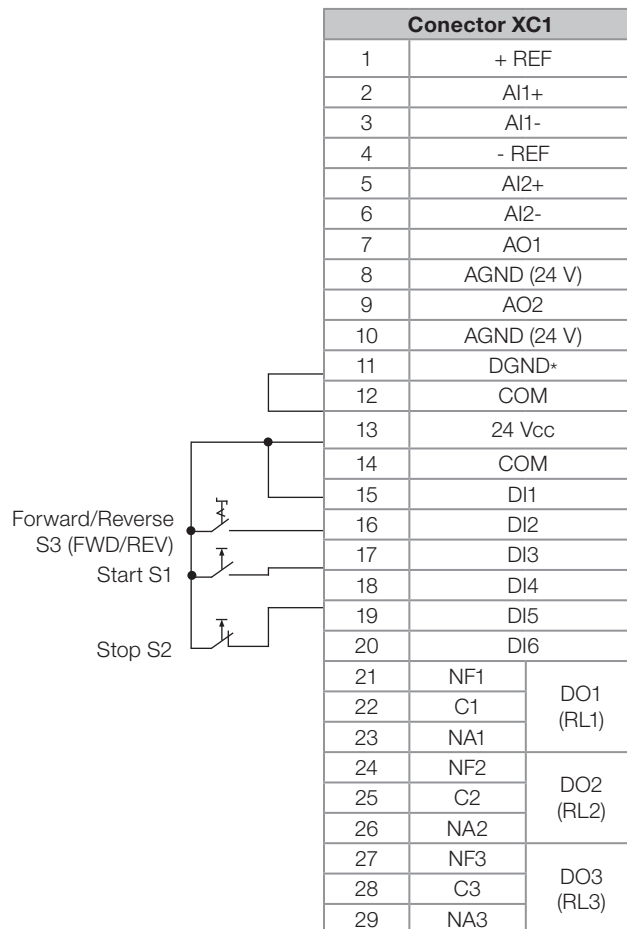 Conector XC1
1 + REF
2 AI1+
3 AI1-
4 - REF
5 AI2+
6 AI2-
7 AO1
8 AGND (24 V)
9 AO2
10 AGND (24 V)
11 DGND*
12 COM
13 24 Vcc
14 COM
15 DI1
16 DI2
17 DI3
18 DI4
19 DI5
20 DI6
21 NF1
22 C1
23 NA1
DO1
(RL1)
24 NF2
25 C2
26 NA2
DO2
(RL2)
27 NF3
28 C3
29 NA3
DO3
(RL3)
Forward/Reverse
S3 (FWD/REV)
Start S1
Stop S2